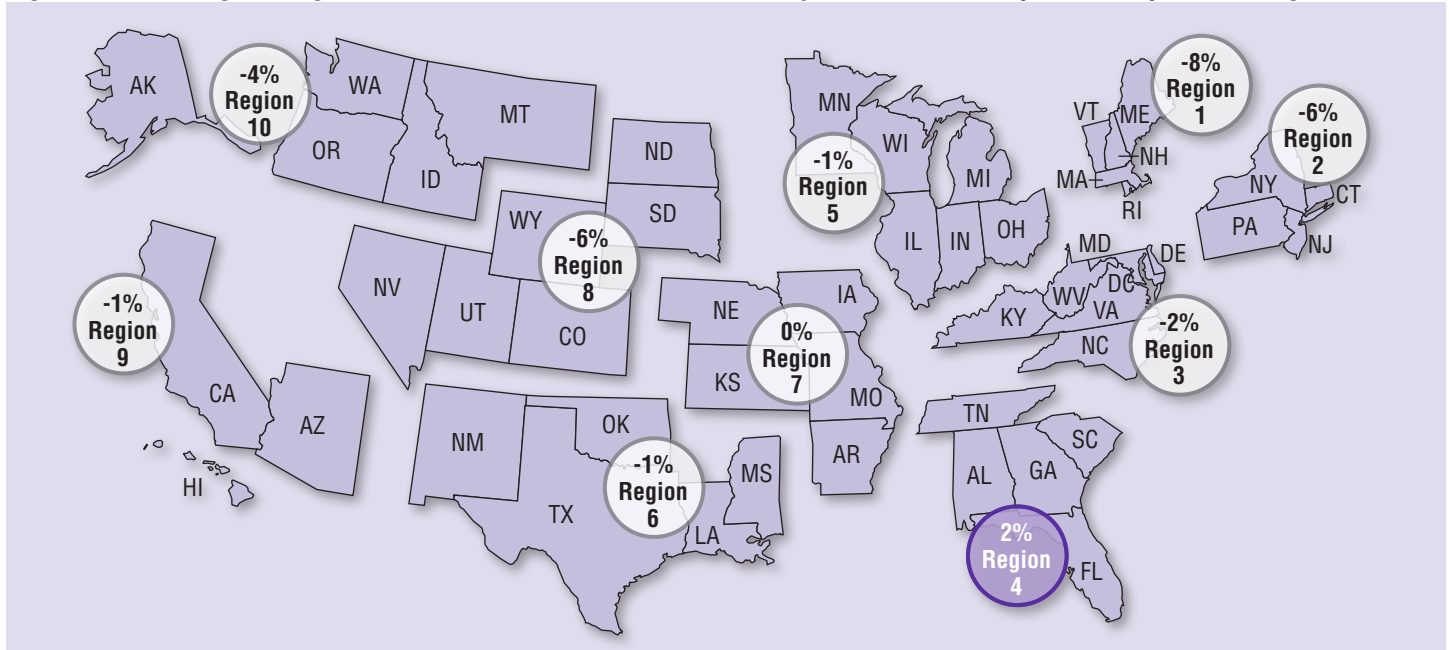 AK
-4%
Region
10
WA
OR
ID
MT
WY
ND
SD
-6%
Region
8
NV
UT
CO
-1%
Region
9
CA
AZ
HI
NM
OK
TX
-1%
Region
6
LA
MS
NE
IA
KS
MO
AR
0%
Region
7
MN
WI
MI
IL
IN
OH
-1%
Region
5
VT
ME
NH
MA
RI
-8%
Region
1
-6%
Region
2
NY
CT
PA
NJ
MD
DE
DC
WV
VA
KY
NC
-2%
Region
3
TN
SC
AL
GA
FL
2%
Region
4